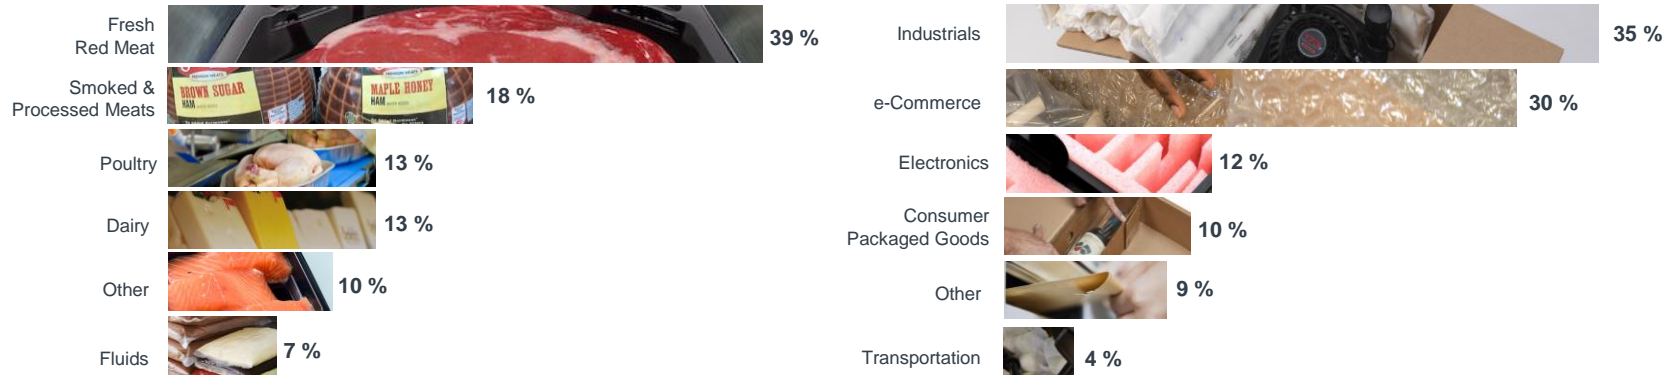 Fresh
Red Meat
39 %
Smoked &
Processed Meats
BROWN SUGAR
HAM
MAPLE HONEY
HAM
18 %
Poultry
13 %
Dairy
13 %
Other
10 %
Fluids
7 %
Industrials
35 %
e-Commerce
30 %
Electronics
12 %
Consumer
Packaged Goods
10 %
Other
9 %
Transportation
4 %